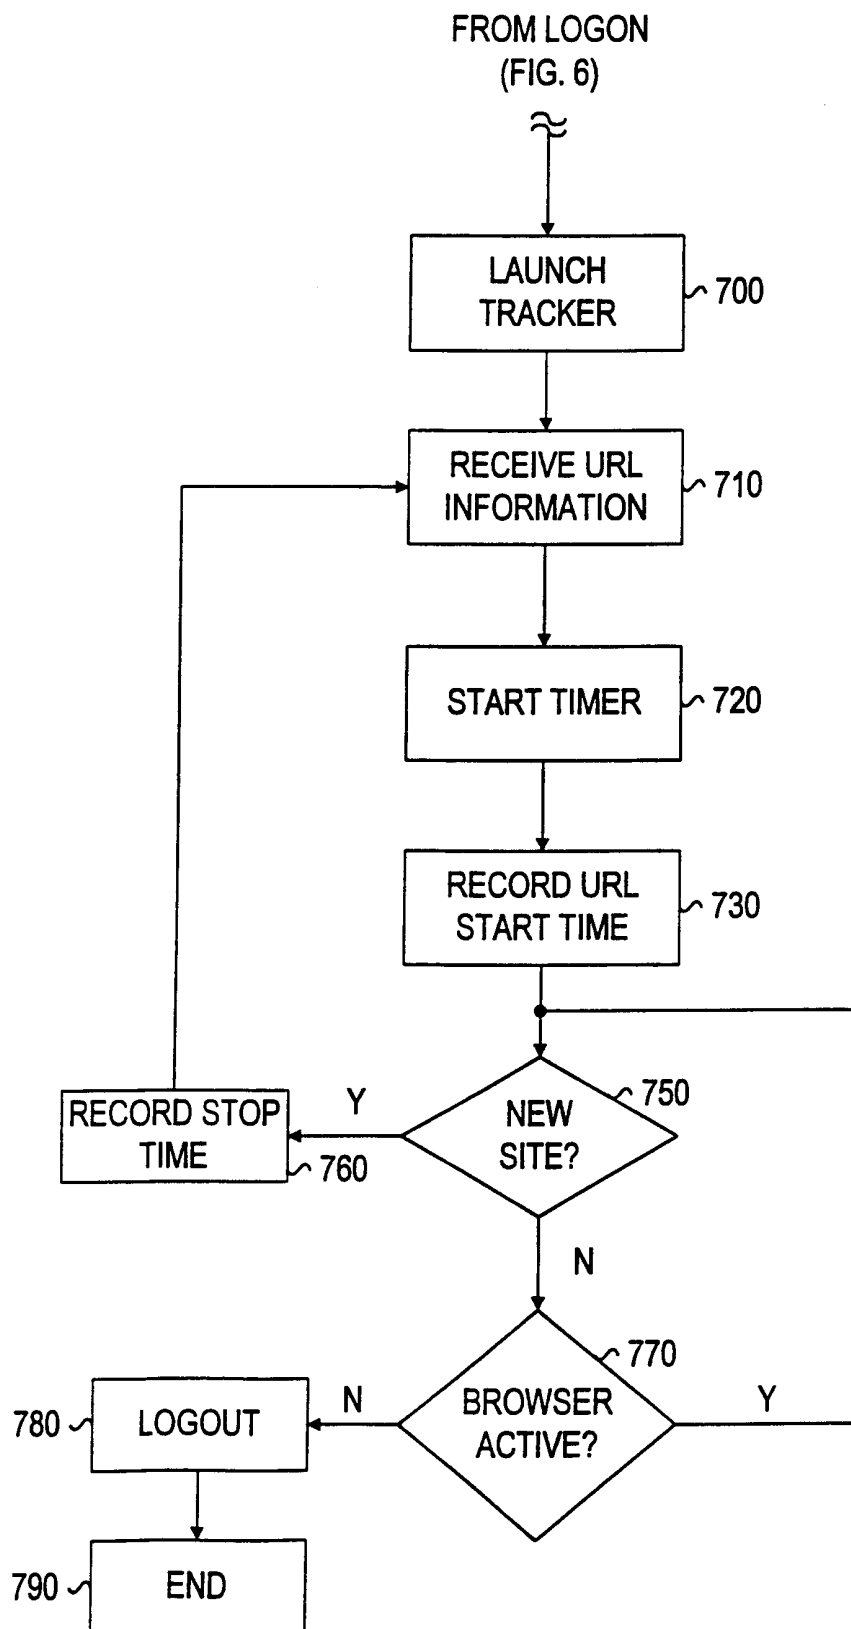 FROM LOGON
(FIG. 6)
LAUNCH
TRACKER
700
RECEIVE URL
INFORMATION
710
START TIMER
720
RECORD URL
START TIME
730
NEW
SITE?
750
Y
RECORD STOP
TIME
760
N
BROWSER
ACTIVE?
770
Y
N
LOGOUT
780
END
790